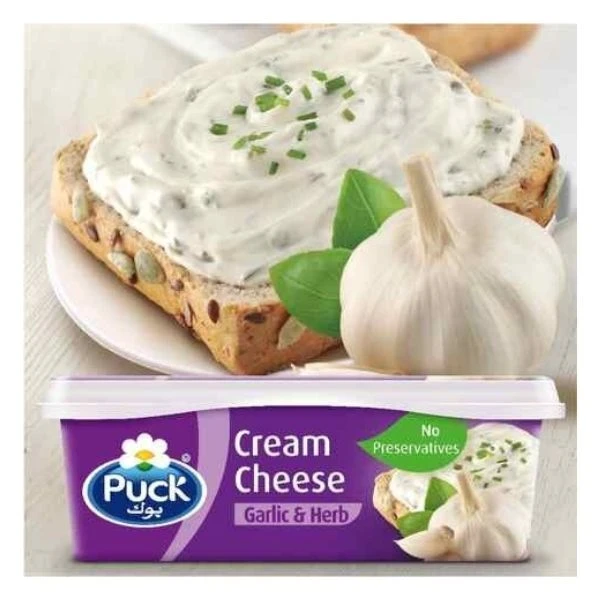 Puck
بوك
Cream
Cheese
Garlic & Herb
No
Preservatives